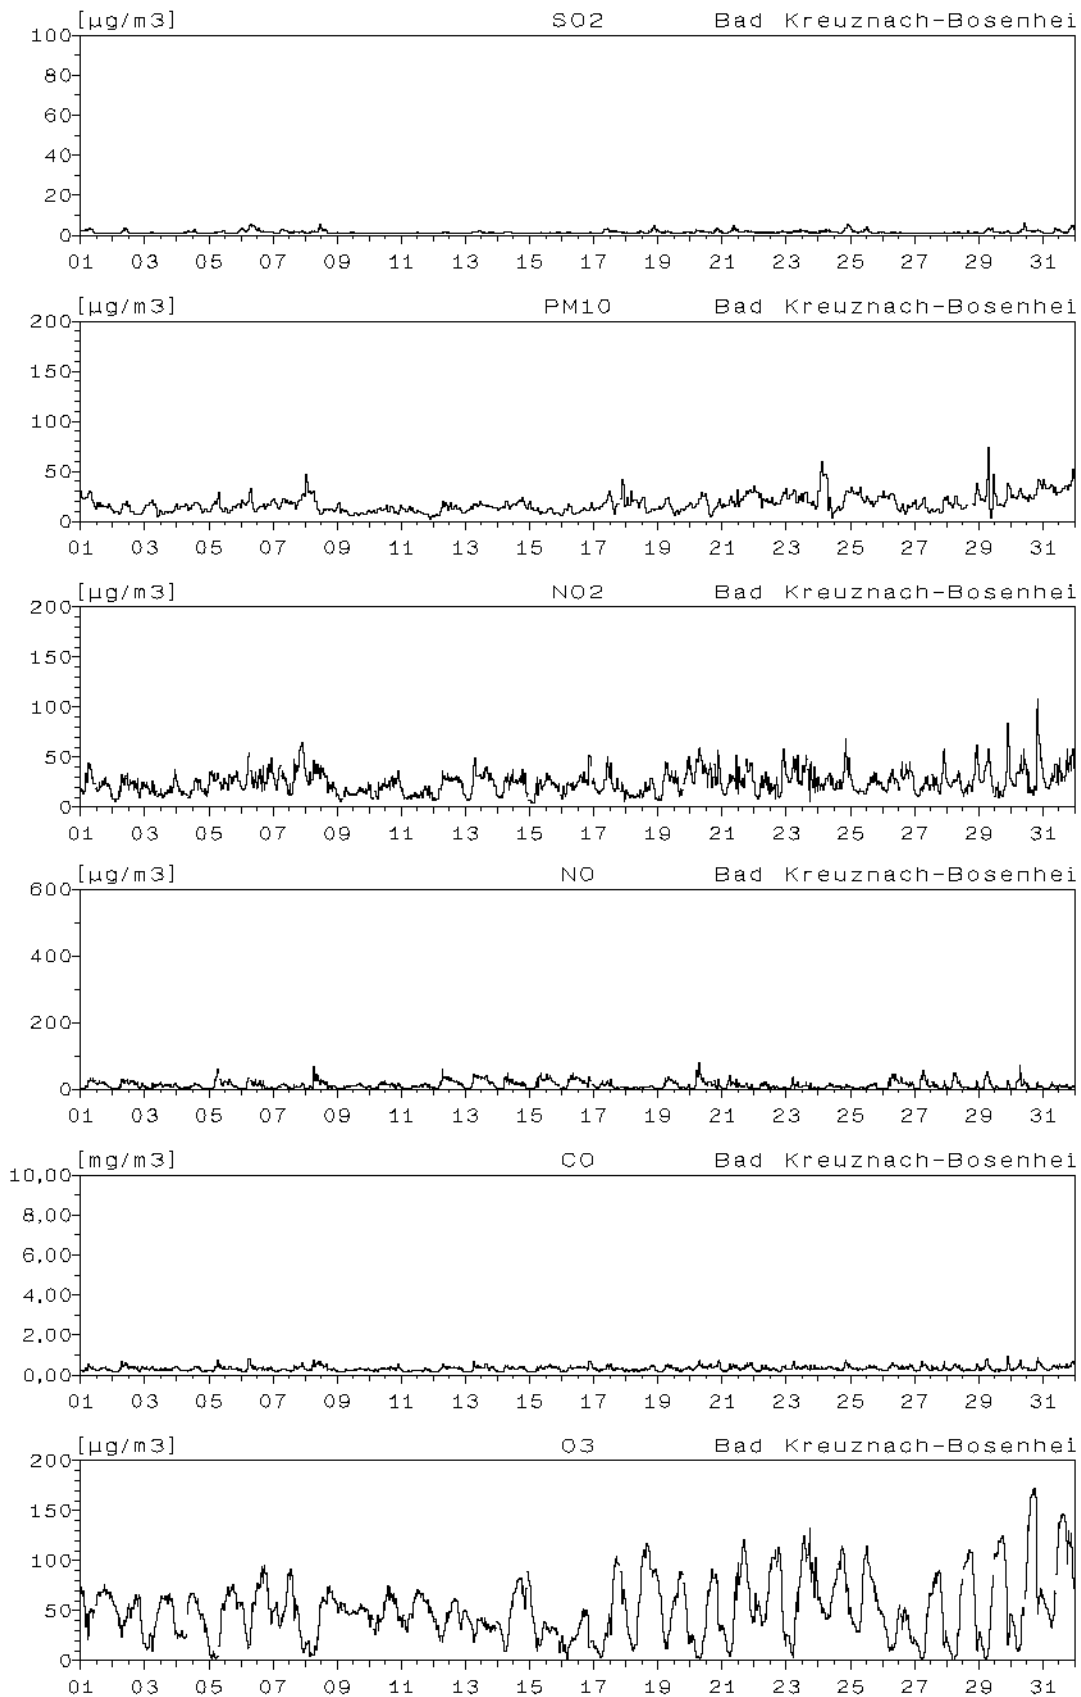 [µg/m3] SO2 Bad Kreuznach-Bosenhei
100
80
60
40
20
0
01 03 05 07 09 11 13 15 17 19 21 23 25 27 29 31
[µg/m3] PM10 Bad Kreuznach-Bosenhei
200
150
100
50
0
01 03 05 07 09 11 13 15 17 19 21 23 25 27 29 31
[µg/m3] NO2 Bad Kreuznach-Bosenhei
200
150
100
50
0
01 03 05 07 09 11 13 15 17 19 21 23 25 27 29 31
[µg/m3] NO Bad Kreuznach-Bosenhei
600
400
200
0
01 03 05 07 09 11 13 15 17 19 21 23 25 27 29 31
[mg/m3] CO Bad Kreuznach-Bosenhei
10,00
8,00
6,00
4,00
2,00
0,00
01 03 05 07 09 11 13 15 17 19 21 23 25 27 29 31
[µg/m3] O3 Bad Kreuznach-Bosenhei
200
150
100
50
0
01 03 05 07 09 11 13 15 17 19 21 23 25 27 29 31